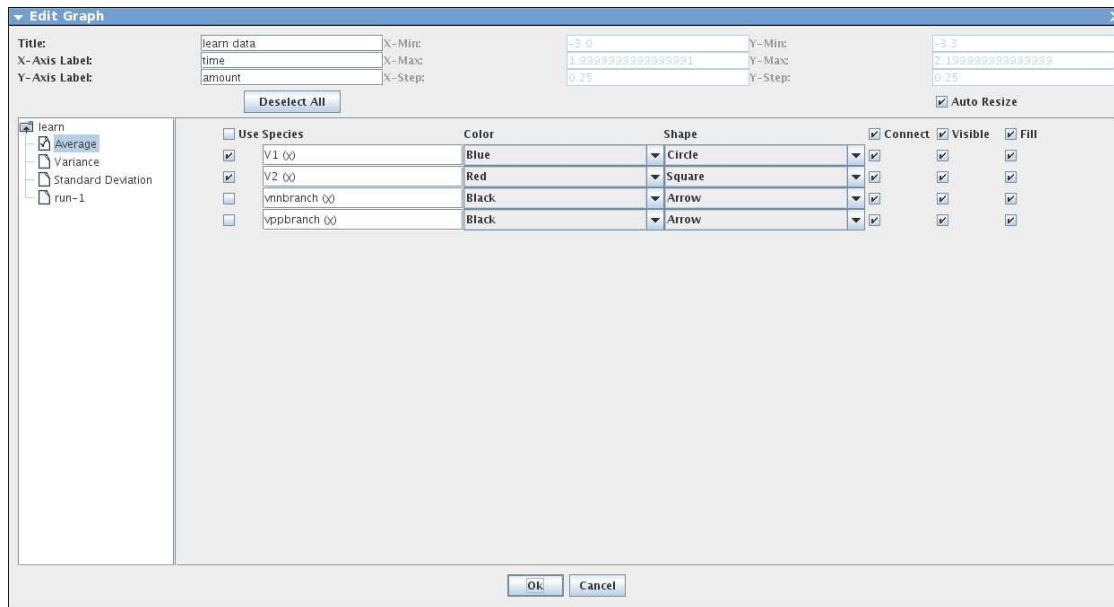 Edit Graph
Title: learn data X-Min: -3.0 Y-Min: -3.3
X-Axis Label: time X-Max: 1.9999999999999991 Y-Max: 2.199999999999999
Y-Axis Label: amount X-Step: 0.25 Y-Step: 0.25
Deselect All Auto Resize
learn
Average
Variance
Standard Deviation
run-1
Use Species Color Shape Connect Visible Fill
V1 (x) Blue Circle
V2 (x) Red Square
vnnbranch (x) Black Arrow
vppbranch (x) Black Arrow
Ok Cancel